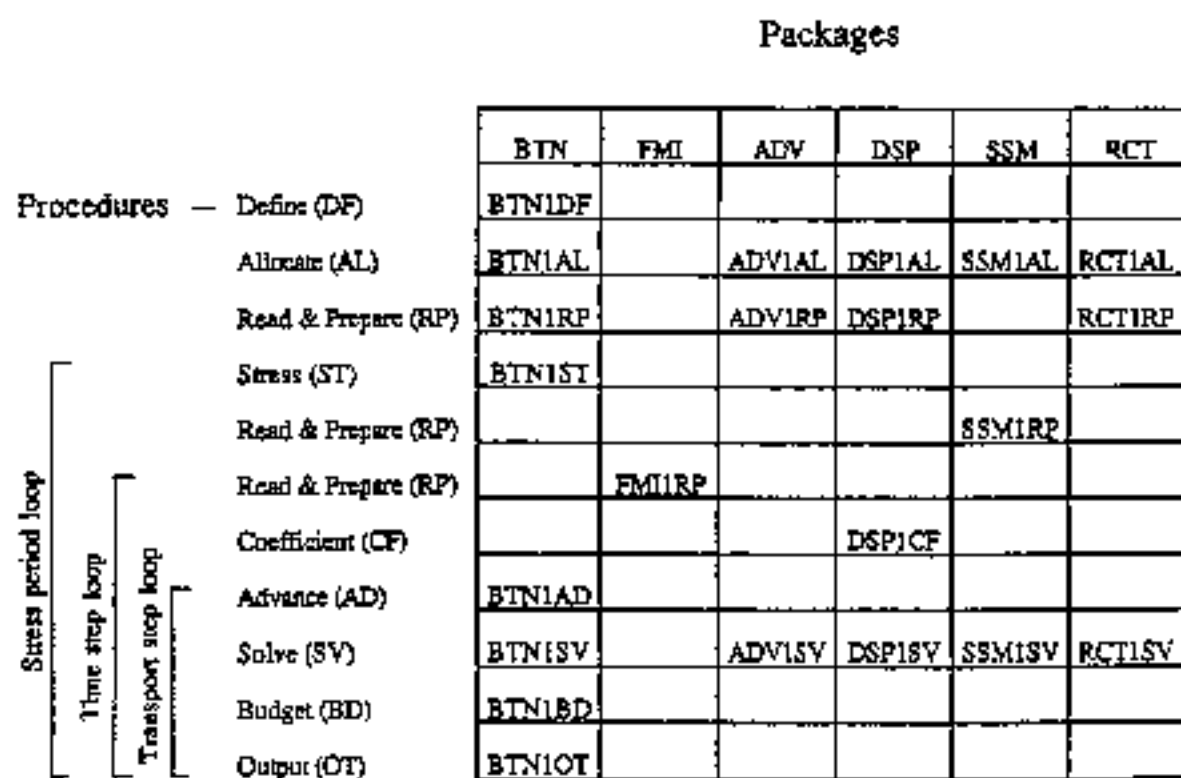 Packages
BTN FMI ADV DSP SSM RCT
Procedures — Define (DF) BTN1DF
Allocate (AL) BTN1AL ADV1AL DSP1AL SSM1AL RCT1AL
Read & Prepare (RP) BTN1RP ADV1RP DSP1RP RCT1RP
Stress (ST) BTN1ST
Read & Prepare (RP) SSM1RP
Read & Prepare (RP) FMI1RP
Coefficient (CF) DSP1CF
Advance (AD) BTN1AD
Solve (SV) BTN1SV ADV1SV DSP1SV SSM1SV RCT1SV
Budget (BD) BTN1BD
Output (OT) BTN1OT
Stress period loop
Time step loop
Transport step loop